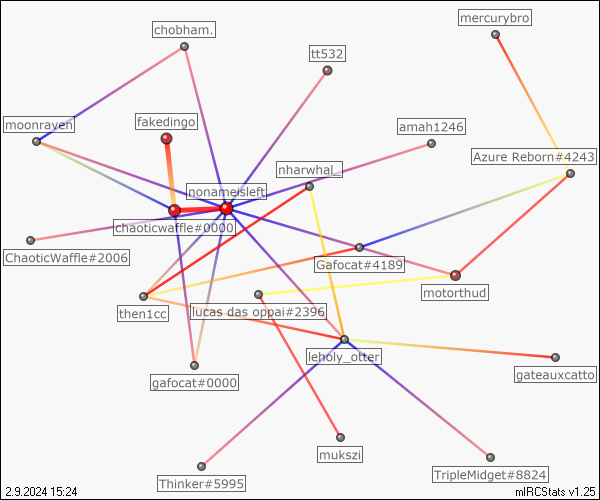 mercurybro
chobham.
tt532
moonraven
fakedingo
amah1246
Azure Reborn#4243
nharwhal_
nonameisleft
chaoticwaffle#0000
ChaoticWaffle#2006
Gafocat#4189
motorthud
then1cc
lucas das oppai#2396
leholy_otter
gafocat#0000
gateauxcatto
mukszi
TripleMidget#8824
Thinker#5995
2.9.2024 15:24
mIRCStats v1.25